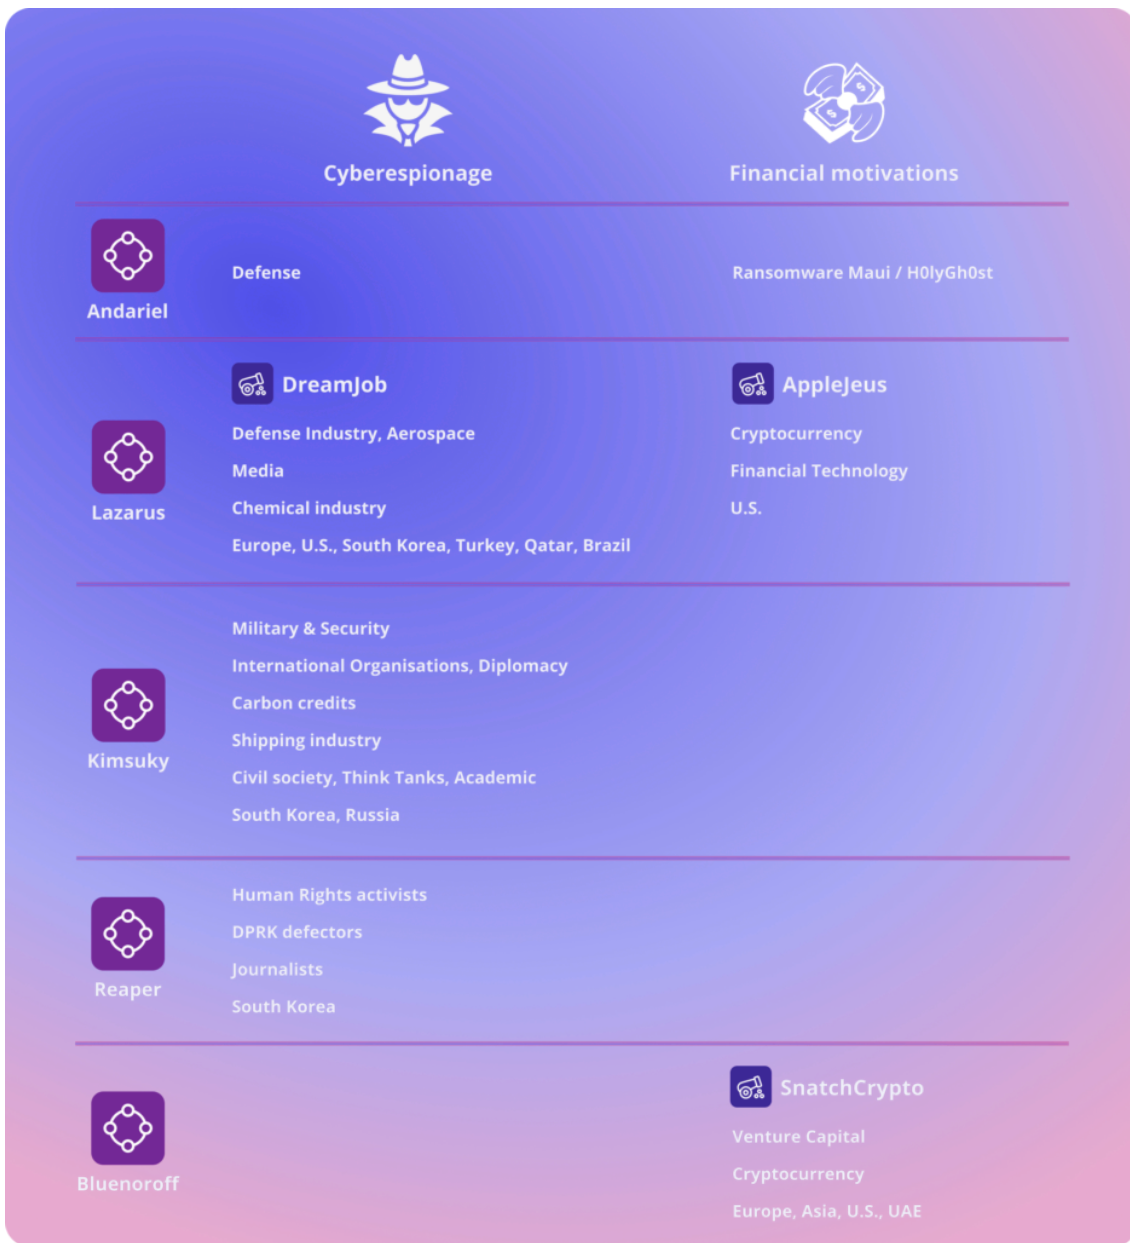 Cyberespionage
Financial motivations
Andariel
Defense
Ransomware Maui / H0lyGh0st
Lazarus
DreamJob
Defense Industry, Aerospace
Media
Chemical industry
Europe, U.S., South Korea, Turkey, Qatar, Brazil
AppleJeus
Cryptocurrency
Financial Technology
U.S.
Kimsuky
Military & Security
International Organisations, Diplomacy
Carbon credits
Shipping industry
Civil society, Think Tanks, Academic
South Korea, Russia
Reaper
Human Rights activists
DPRK defectors
Journalists
South Korea
Bluenoroff
SnatchCrypto
Venture Capital
Cryptocurrency
Europe, Asia, U.S., UAE